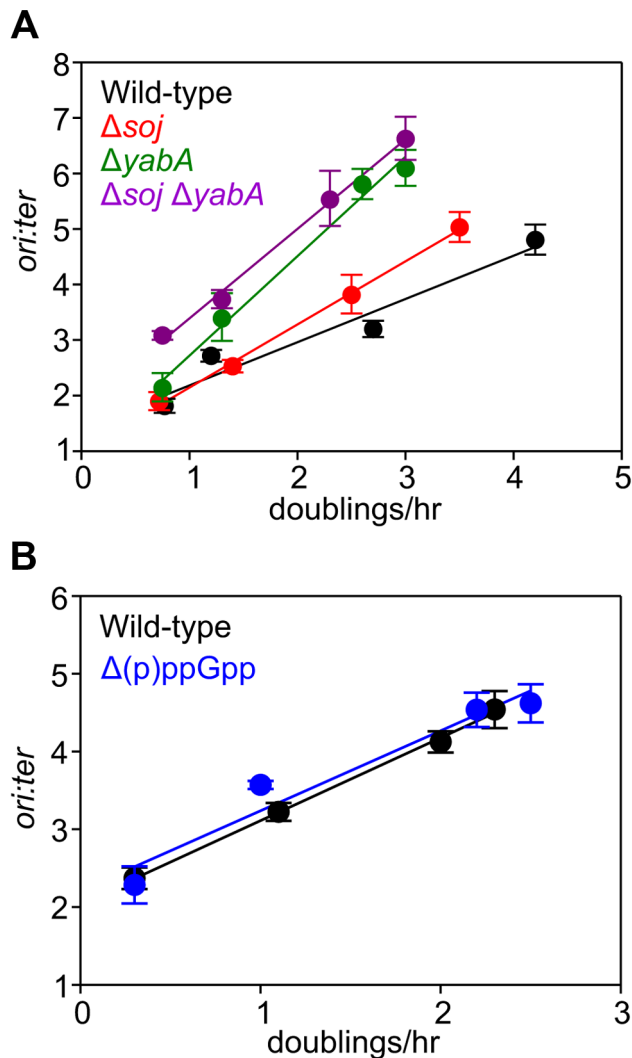 A
8
7
6
5
4
3
2
1
ori:ter
Wild-type
Δsoj
ΔyabA
Δsoj ΔyabA
0 1 2 3 4 5
doublings/hr
B
6
5
4
3
2
1
ori:ter
Wild-type
Δ(p)ppGpp
0 1 2 3
doublings/hr